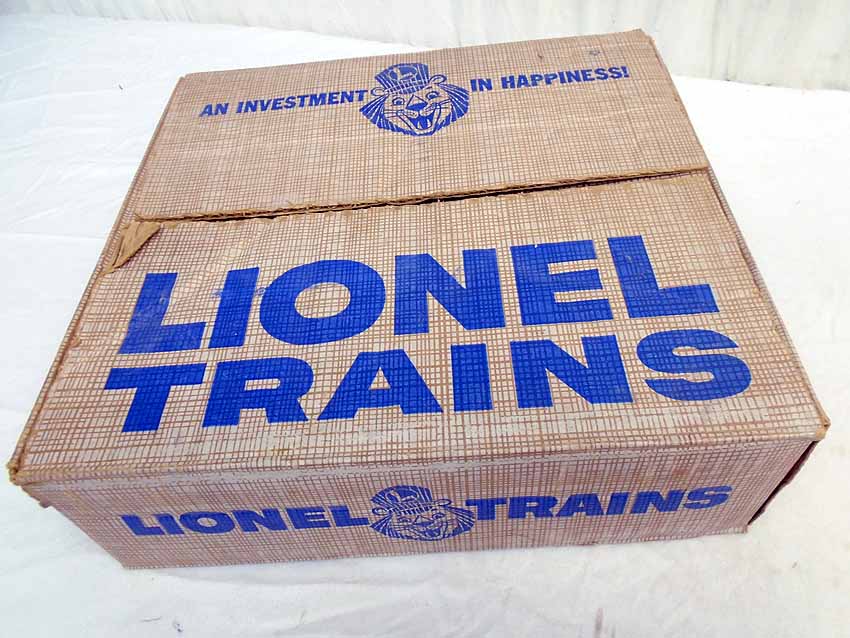 AN INVESTMENT L IN HAPPINESS!
LIONEL
TRAINS
LIONEL L TRAINS